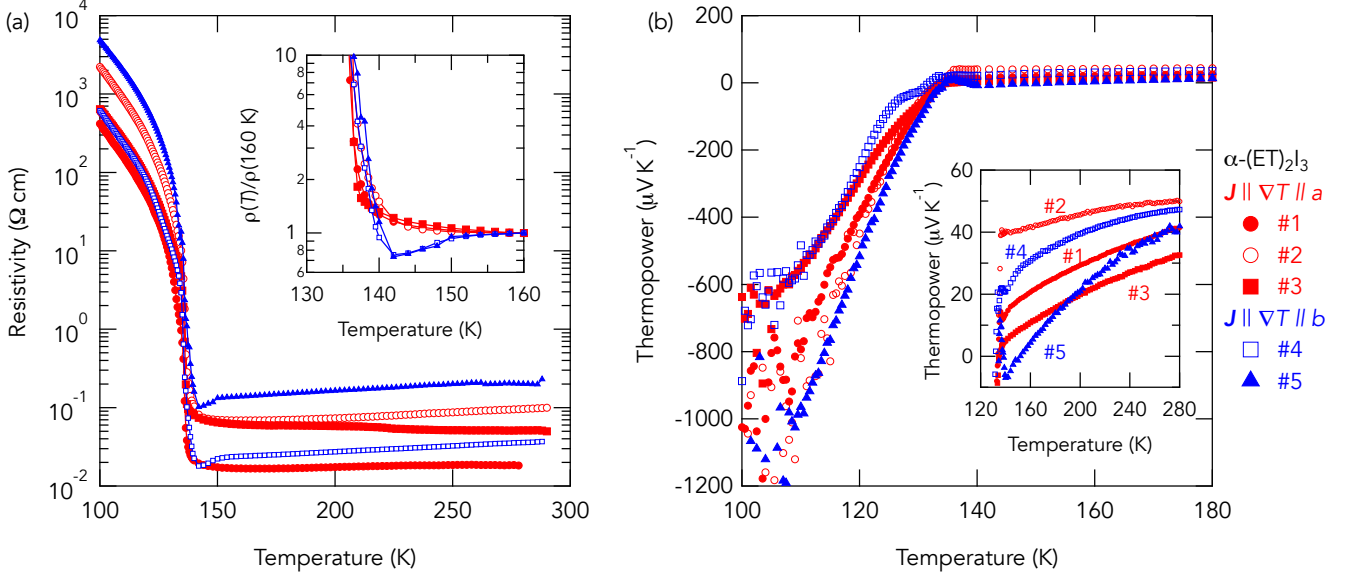 (a)
10^5
10^4
10^3
10^2
10^1
10^0
10^-1
10^-2
Resistivity (Ω cm)
100 150 200 250 300
Temperature (K)
10
8
6
4
2
1
8
6
ρ(T)/ρ(160 K)
130 140 150 160
Temperature (K)
(b)
200
0
-200
-400
-600
-800
-1000
-1200
Thermopower (μV K^-1)
100 120 140 160 180
Temperature (K)
60
40
20
0
Thermopower (μV K^-1)
#2
#4
#1
#3
#5
120 160 200 240 280
Temperature (K)
α-(ET)_2I_3
J || ∇T // a
#1
#2
#3
J || ∇T // b
#4
#5